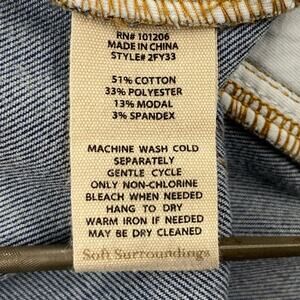 RN# 101206
MADE IN CHINA
STYLE# 2FY33
51% COTTON
33% POLYESTER
13% MODAL
3% SPANDEX
MACHINE WASH COLD
SEPARATELY
GENTLE CYCLE
ONLY NON-CHLORINE
BLEACH WHEN NEEDED
HANG TO DRY
WARM IRON IF NEEDED
MAY BE DRY CLEANED
Soft Surroundings